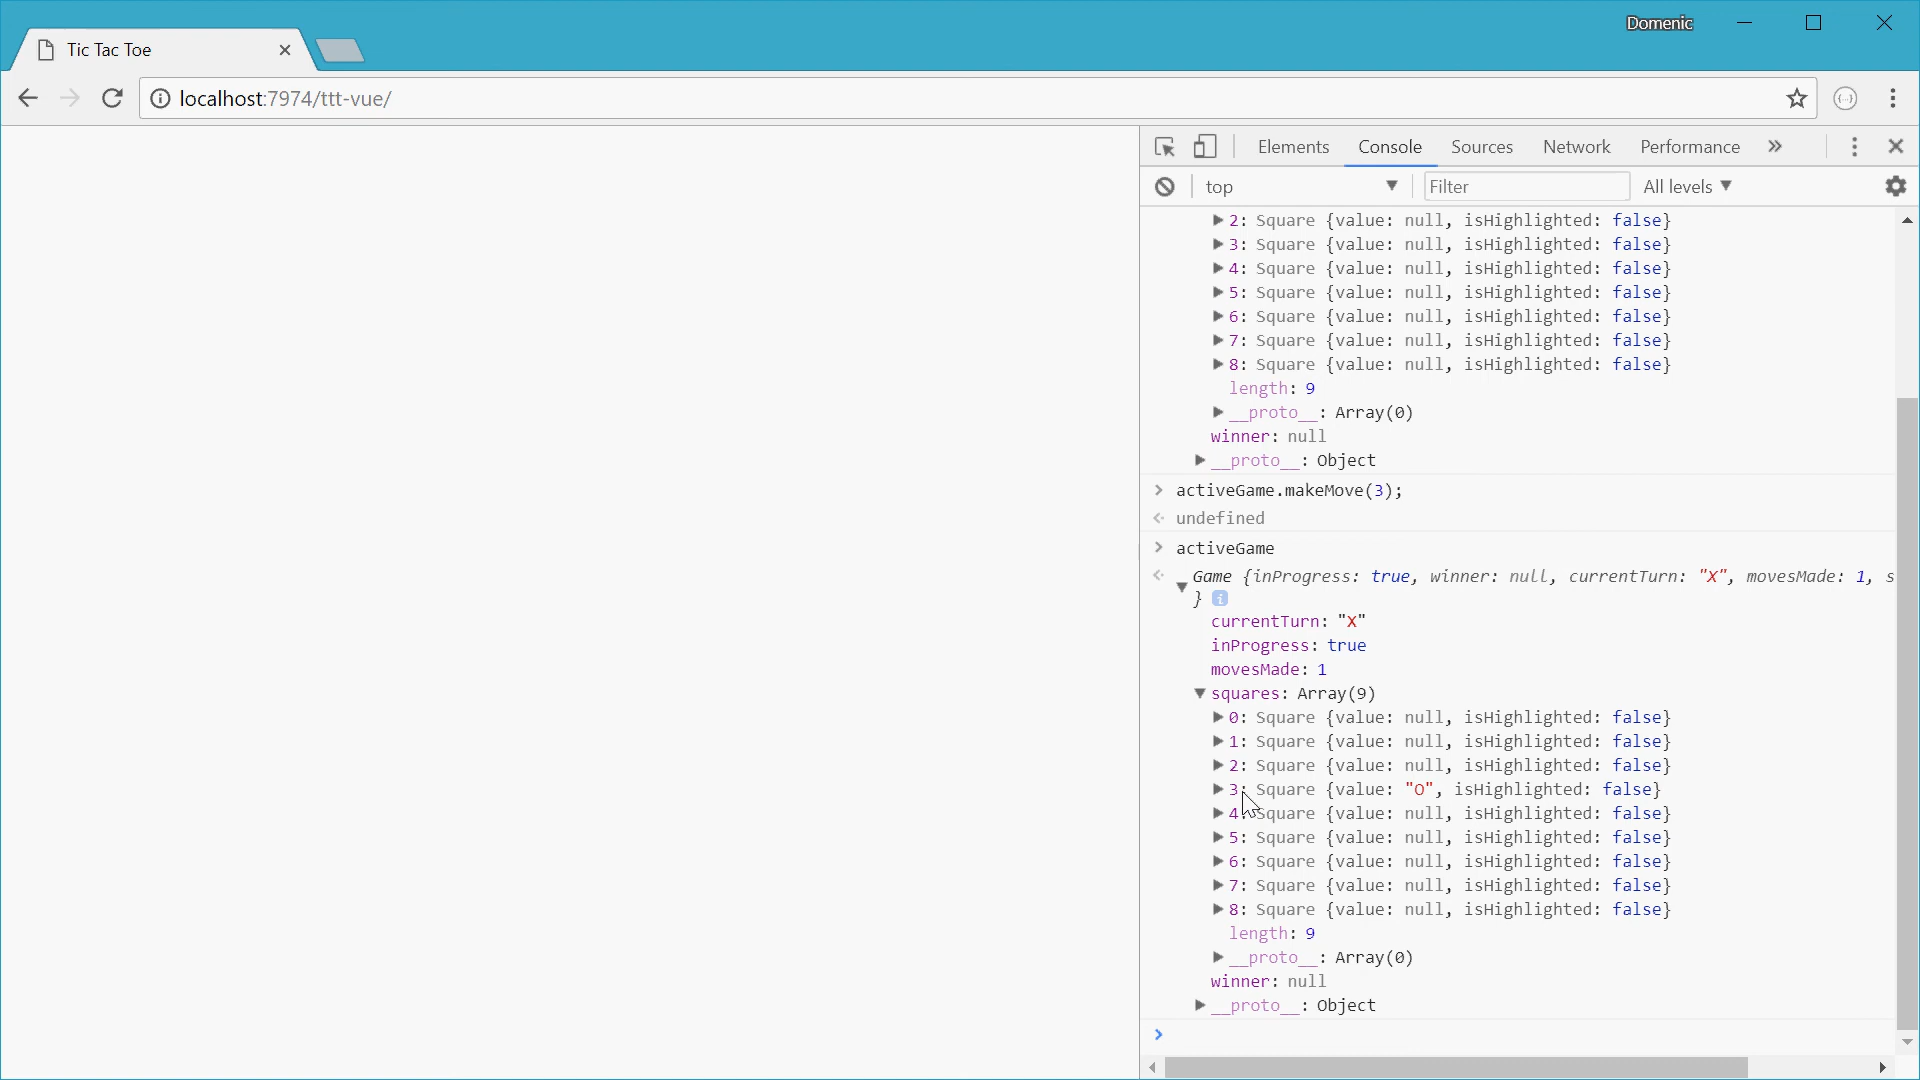 Domenic
Tic Tac Toe
localhost:7974/ttt-vue/
Elements Console Sources Network Performance »
top Filter All levels
2: Square {value: null, isHighlighted: false}
3: Square {value: null, isHighlighted: false}
4: Square {value: null, isHighlighted: false}
5: Square {value: null, isHighlighted: false}
6: Square {value: null, isHighlighted: false}
7: Square {value: null, isHighlighted: false}
8: Square {value: null, isHighlighted: false}
length: 9
__proto__: Array(0)
winner: null
__proto__: Object
> activeGame.makeMove(3);
undefined
> activeGame
Game {inProgress: true, winner: null, currentTurn: "X", movesMade: 1, s
} i
currentTurn: "X"
inProgress: true
movesMade: 1
squares: Array(9)
0: Square {value: null, isHighlighted: false}
1: Square {value: null, isHighlighted: false}
2: Square {value: null, isHighlighted: false}
3: Square {value: "O", isHighlighted: false}
4: Square {value: null, isHighlighted: false}
5: Square {value: null, isHighlighted: false}
6: Square {value: null, isHighlighted: false}
7: Square {value: null, isHighlighted: false}
8: Square {value: null, isHighlighted: false}
length: 9
__proto__: Array(0)
winner: null
__proto__: Object
>